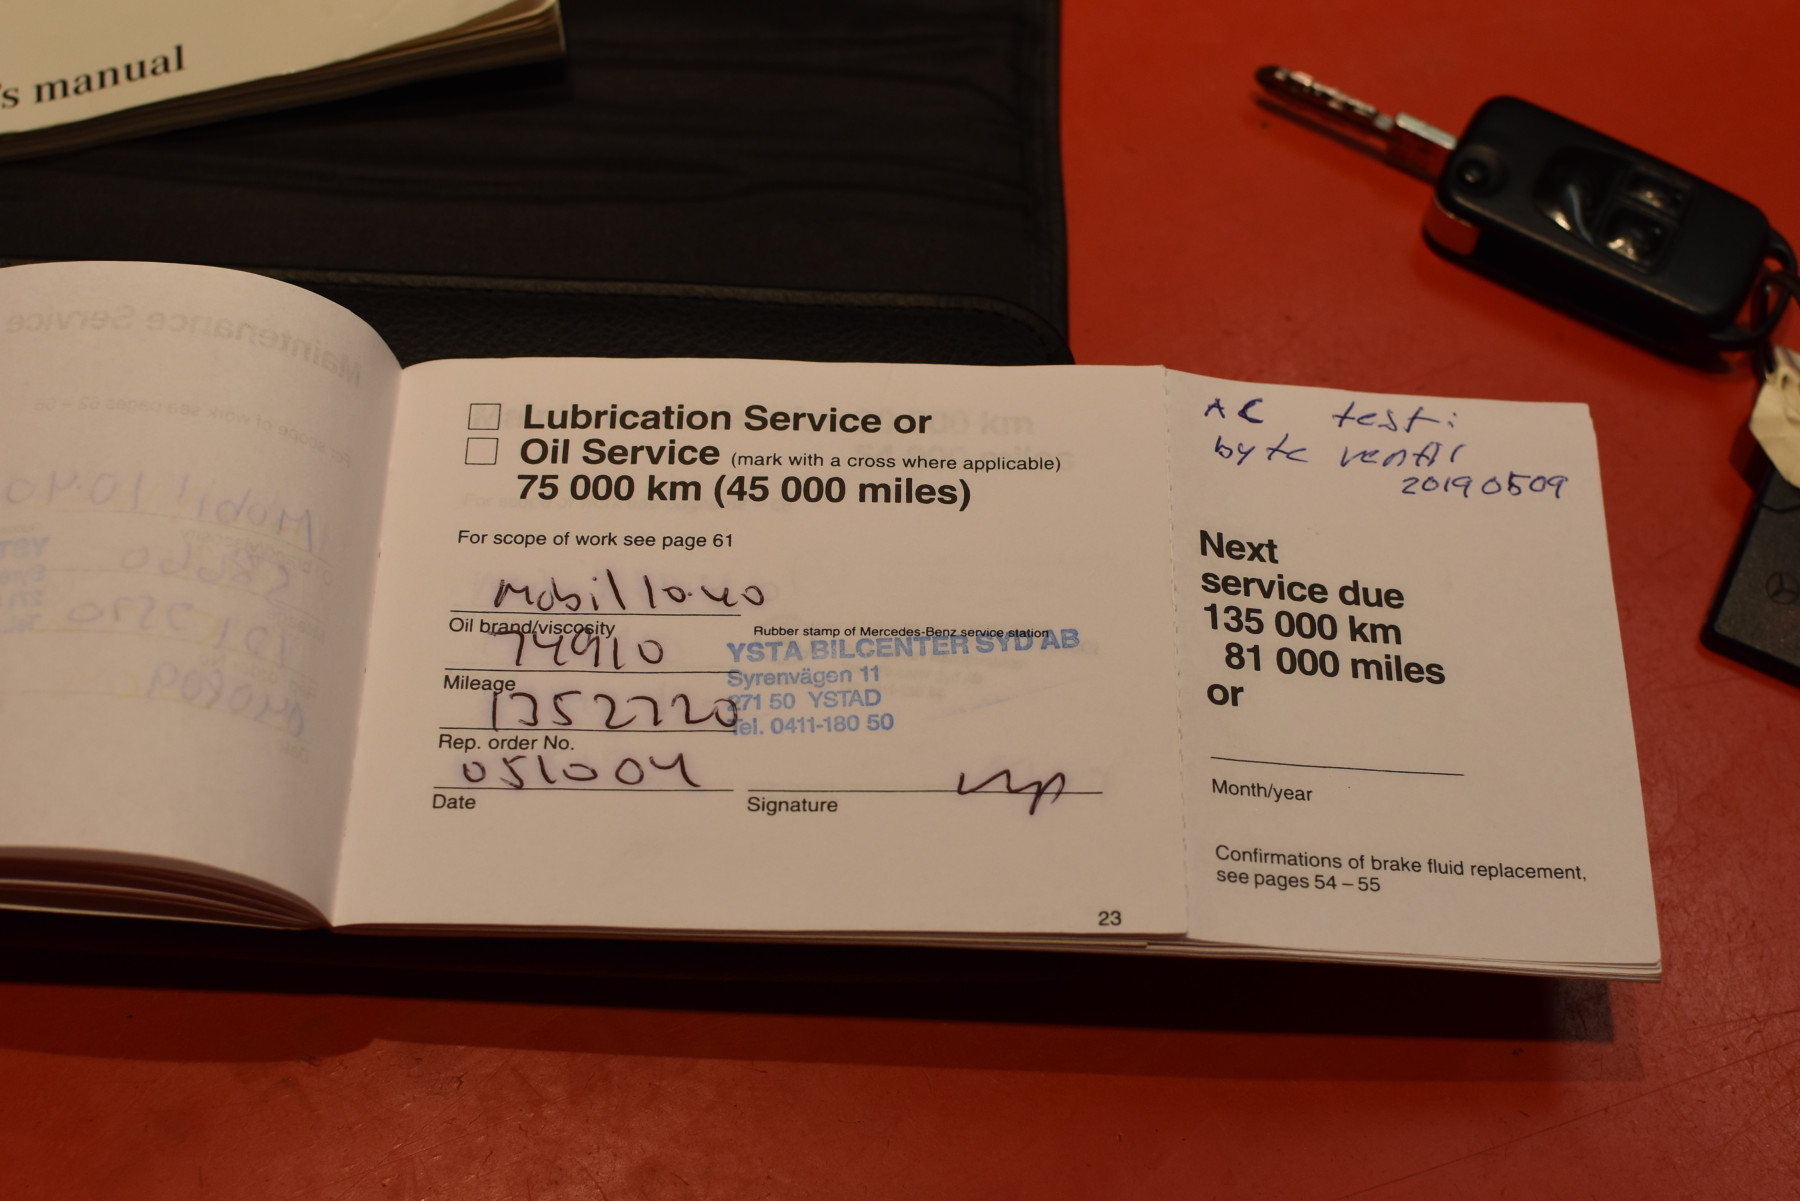 's manual
Lubrication Service or
Oil Service (mark with a cross where applicable)
75 000 km (45 000 miles)
For scope of work see page 61
Mobil 10.40
Oil brand/viscosity
74910
Mileage
1352720
Rep. order No.
051004
Date
Rubber stamp of Mercedes-Benz service station
YSTA BILCENTER SYD AB
Syrenvägen 11
271 50 YSTAD
Tel. 0411-180 50
Signature
23
AC test:
byte ventil
20190509
Next
service due
135 000 km
81 000 miles
or
Month/year
Confirmations of brake fluid replacement,
see pages 54 – 55
Maintenance Service